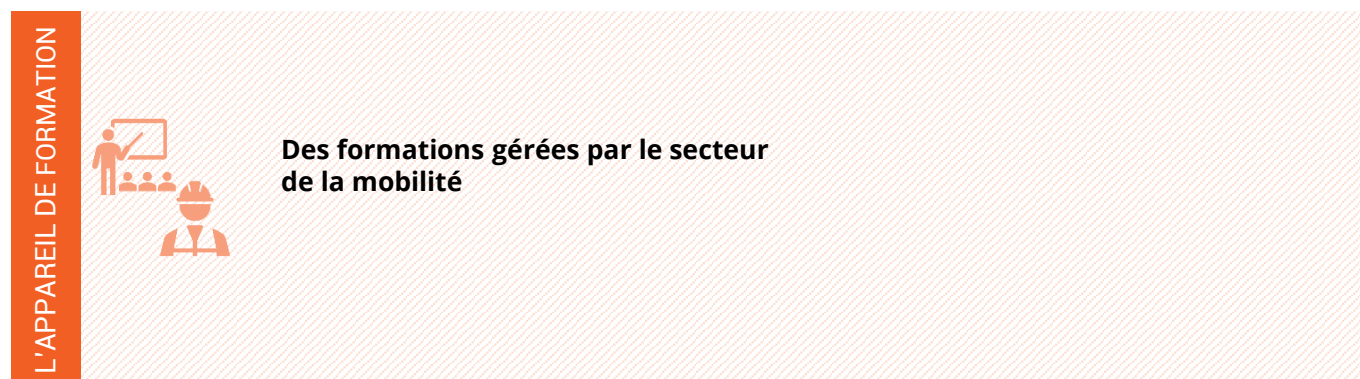 L'APPAREIL DE FORMATION
Des formations gérées par le secteur
de la mobilité